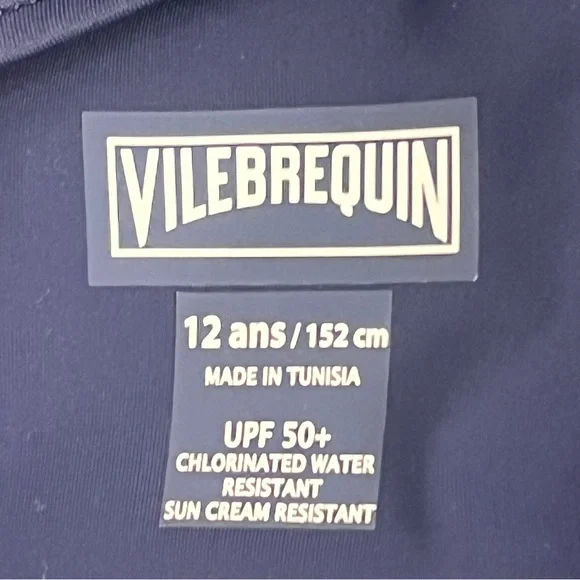 VILEBREQUIN
12 ans / 152 cm
MADE IN TUNISIA
UPF 50+
CHLORINATED WATER
RESISTANT
SUN CREAM RESISTANT